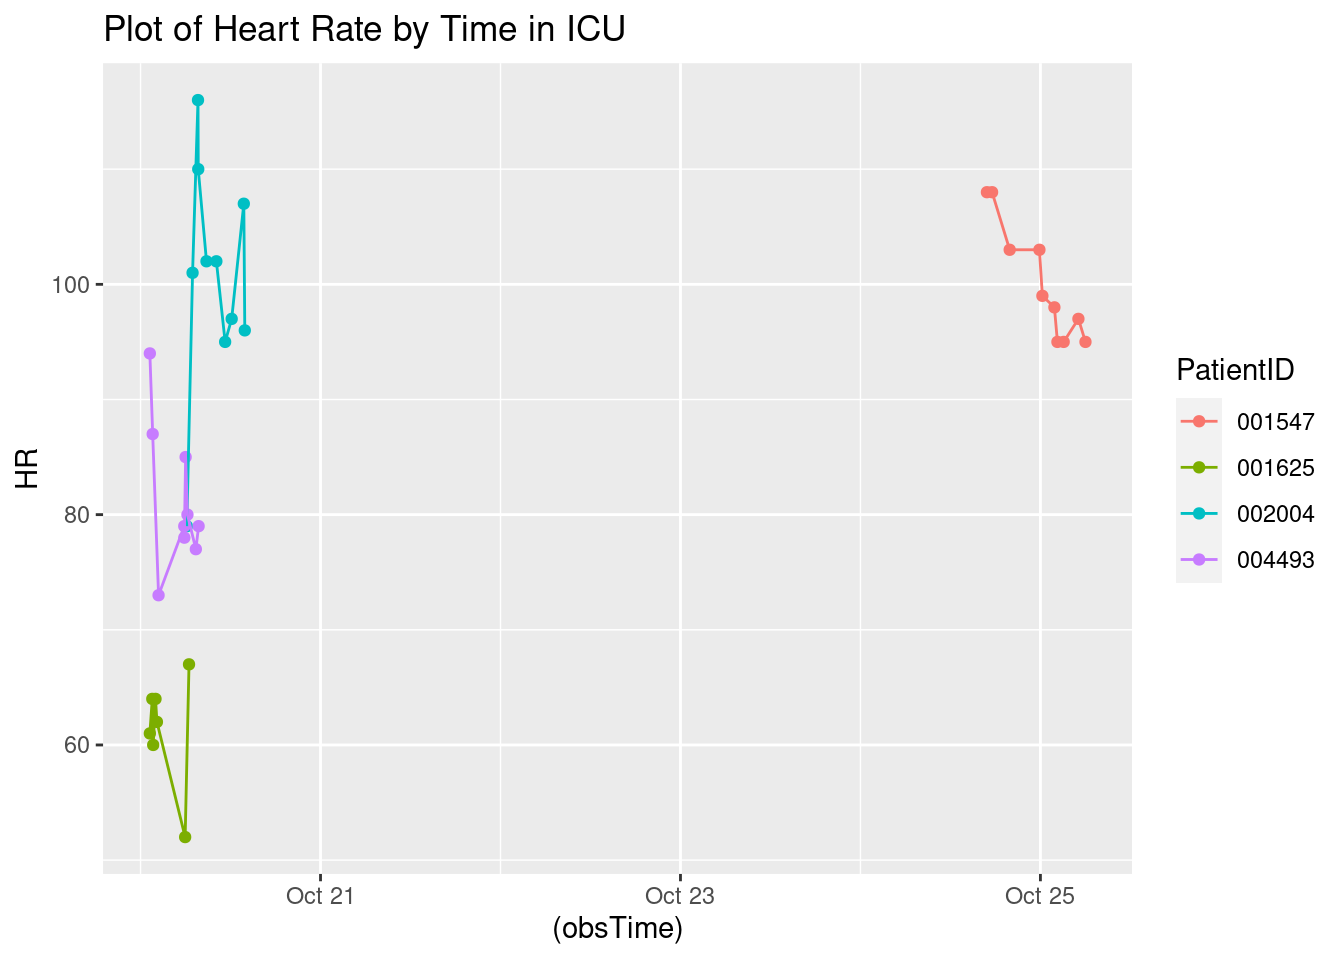 Plot of Heart Rate by Time in ICU
100
80
60
HR
Oct 21
Oct 23
Oct 25
(obsTime)
PatientID
001547
001625
002004
004493